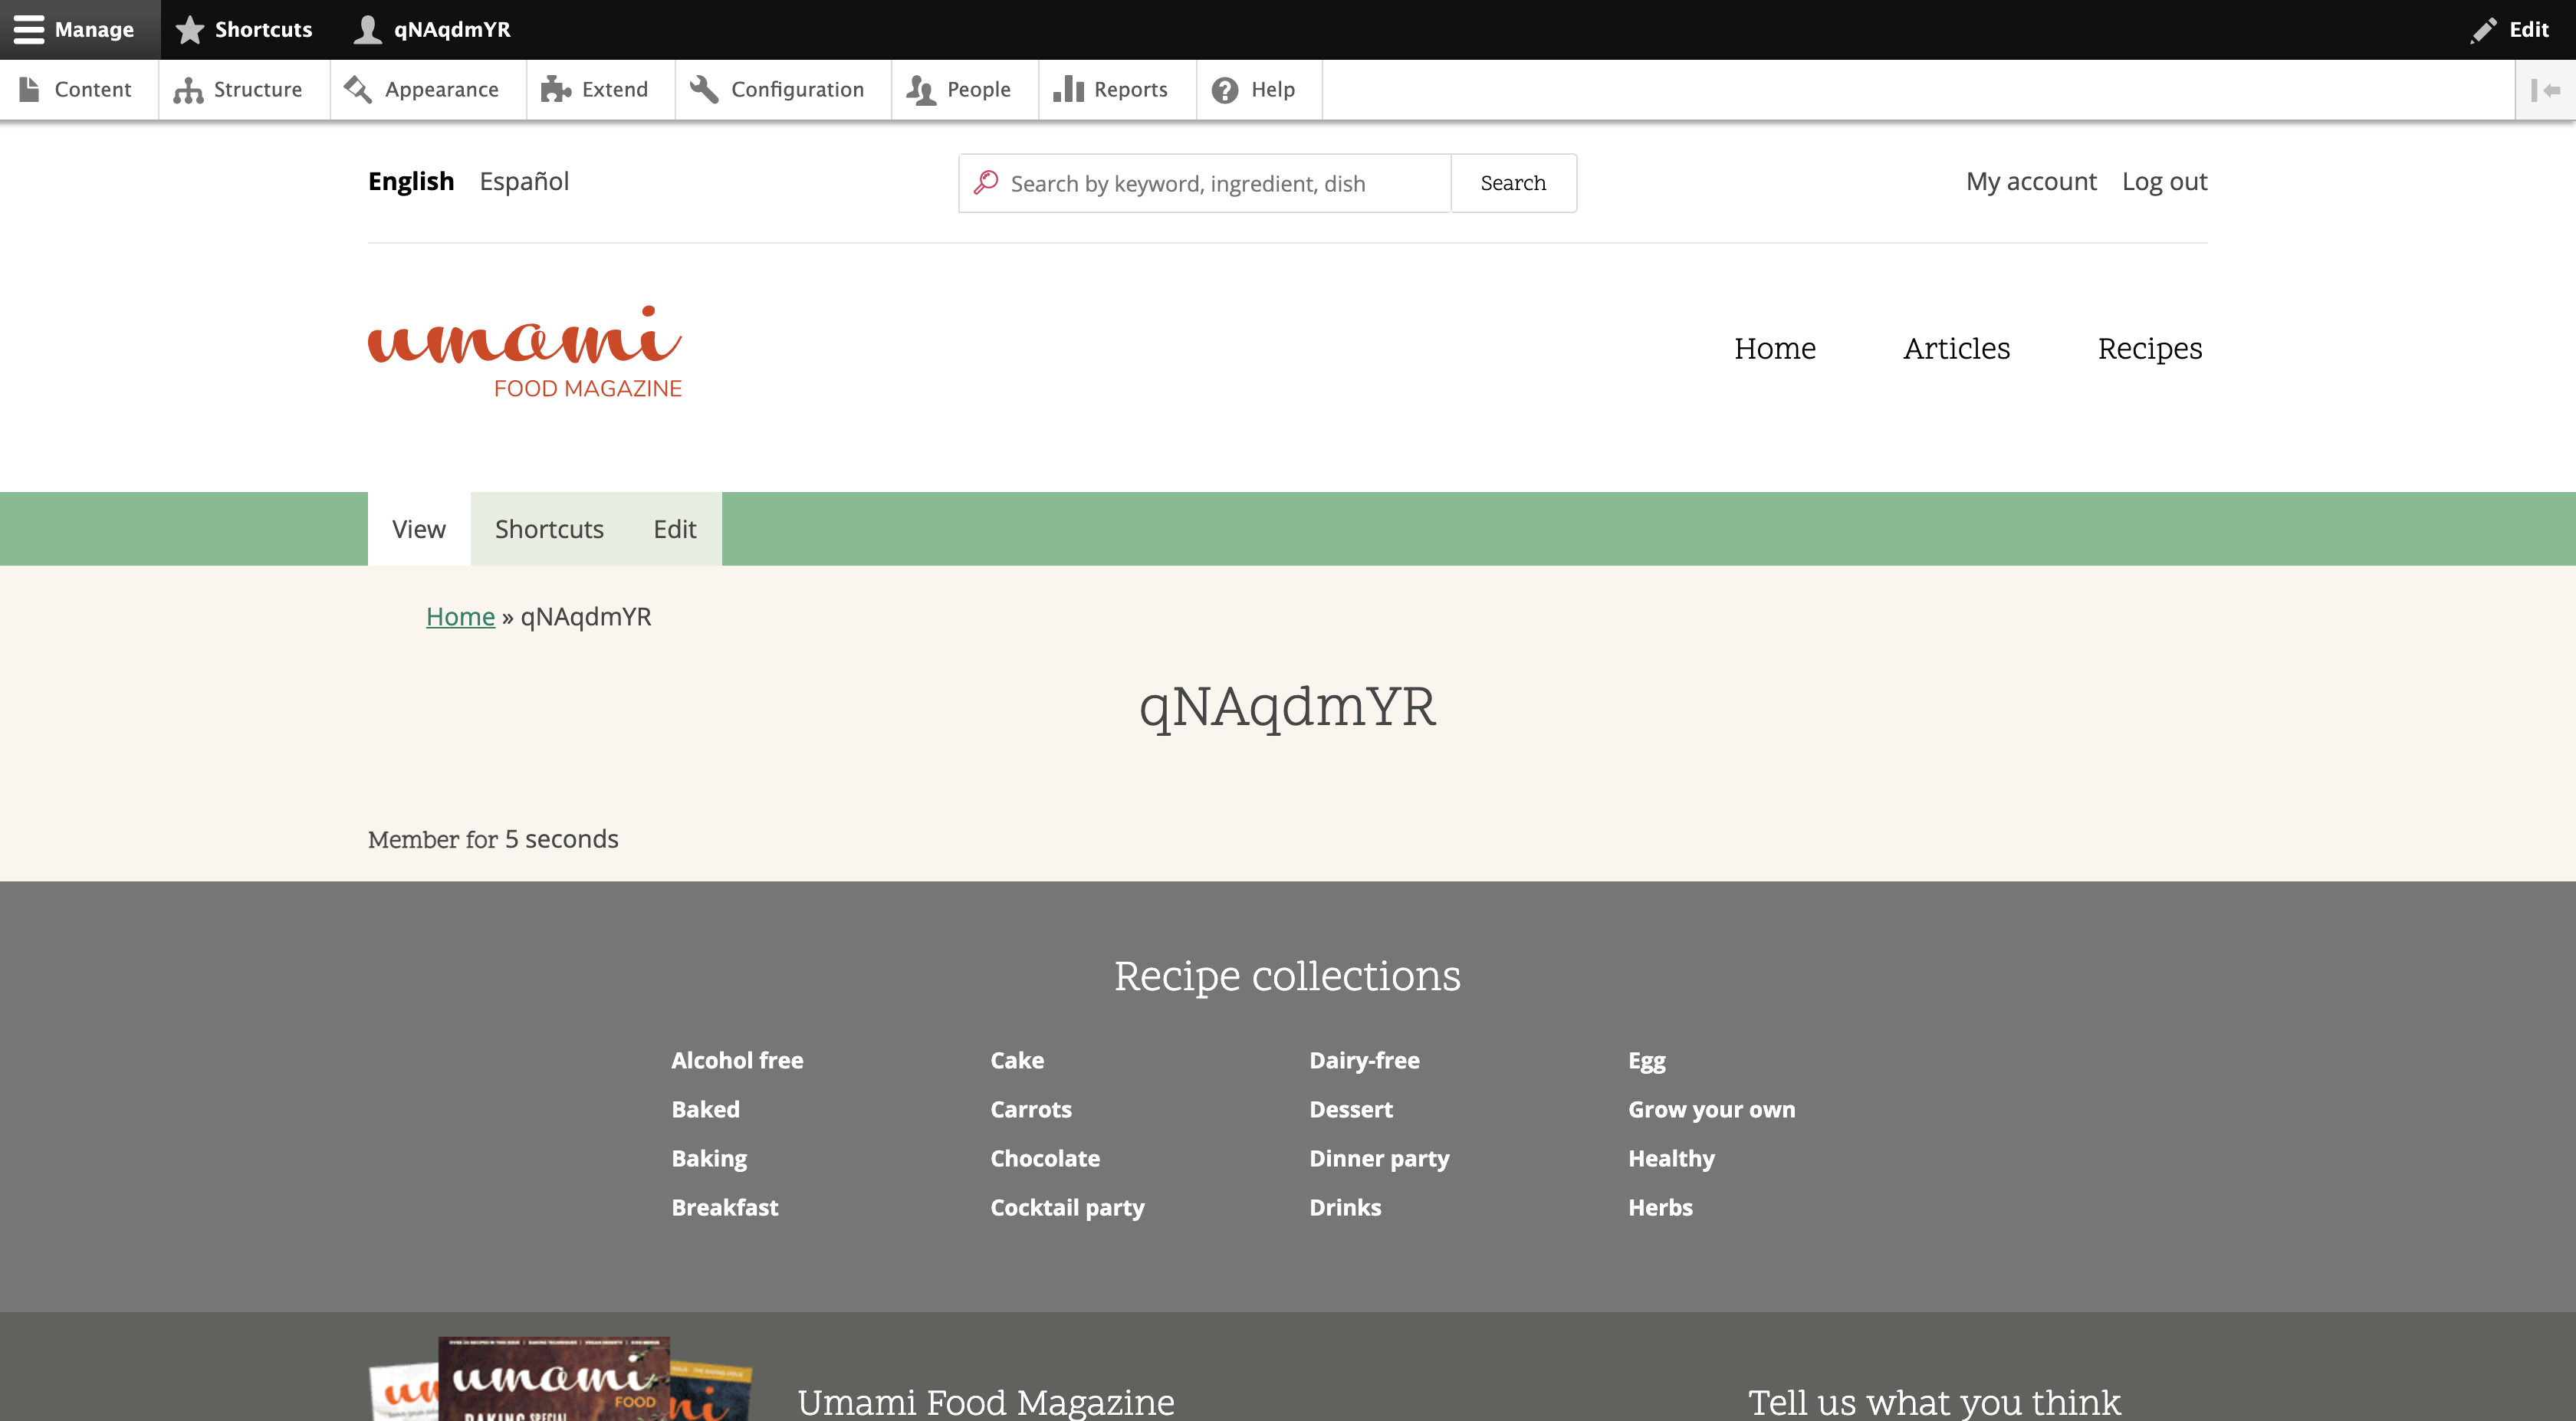 Manage Shortcuts qNAqdmYR Edit
Content Structure Appearance Extend Configuration People Reports Help
English Español Search by keyword, ingredient, dish Search My account Log out
umami
FOOD MAGAZINE
Home Articles Recipes
View Shortcuts Edit
Home » qNAqdmYR
qNAqdmYR
Member for 5 seconds
Recipe collections
Alcohol free Cake Dairy-free Egg
Baked Carrots Dessert Grow your own
Baking Chocolate Dinner party Healthy
Breakfast Cocktail party Drinks Herbs
umami
FOOD
BAKING SPECIAL
Umami Food Magazine Tell us what you think